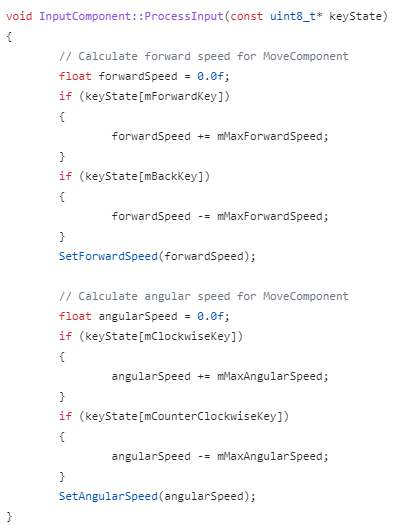 void InputComponent::ProcessInput(const uint8_t* keyState)
{
        // Calculate forward speed for MoveComponent
        float forwardSpeed = 0.0f;
        if (keyState[mForwardKey])
        {
                forwardSpeed += mMaxForwardSpeed;
        }
        if (keyState[mBackKey])
        {
                forwardSpeed -= mMaxForwardSpeed;
        }
        SetForwardSpeed(forwardSpeed);

        // Calculate angular speed for MoveComponent
        float angularSpeed = 0.0f;
        if (keyState[mClockwiseKey])
        {
                angularSpeed += mMaxAngularSpeed;
        }
        if (keyState[mCounterClockwiseKey])
        {
                angularSpeed -= mMaxAngularSpeed;
        }
        SetAngularSpeed(angularSpeed);
}